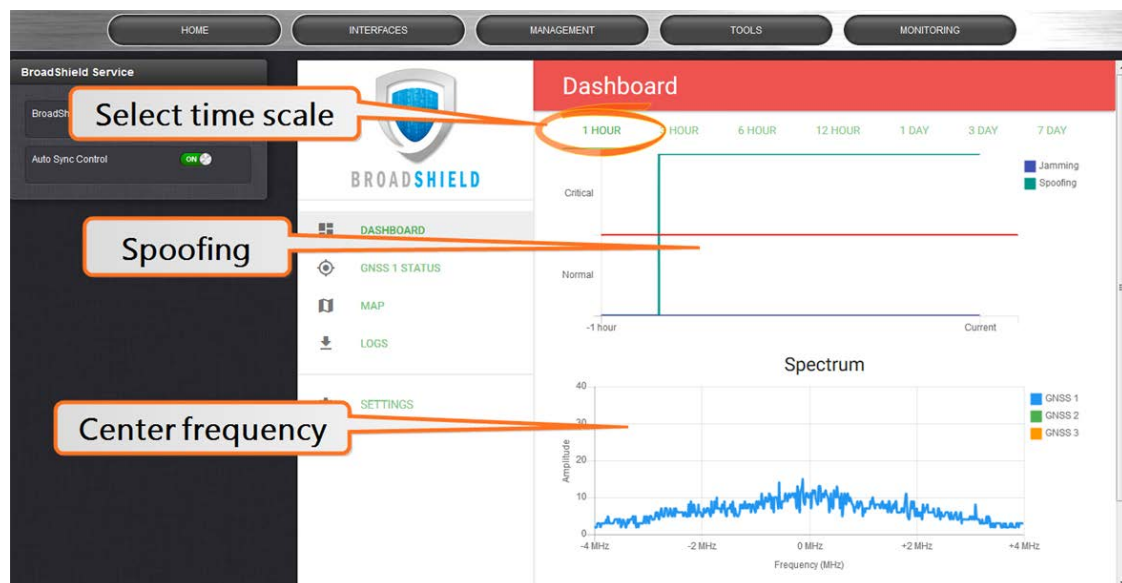 HOME INTERFACES MANAGEMENT TOOLS MONITORING
BroadShield Service
BroadSh
Auto Sync Control ON
Select time scale
Spoofing
Center frequency
BROADSHIELD
DASHBOARD
GNSS 1 STATUS
MAP
LOGS
SETTINGS
Dashboard
1 HOUR HOUR 6 HOUR 12 HOUR 1 DAY 3 DAY 7 DAY
Jamming
Spoofing
Critical
Normal
-1 hour Current
Spectrum
GNSS 1
GNSS 2
GNSS 3
Amplitude
40
30
20
10
0
-4 MHz -2 MHz 0 MHz +2 MHz +4 MHz
Frequency (MHz)